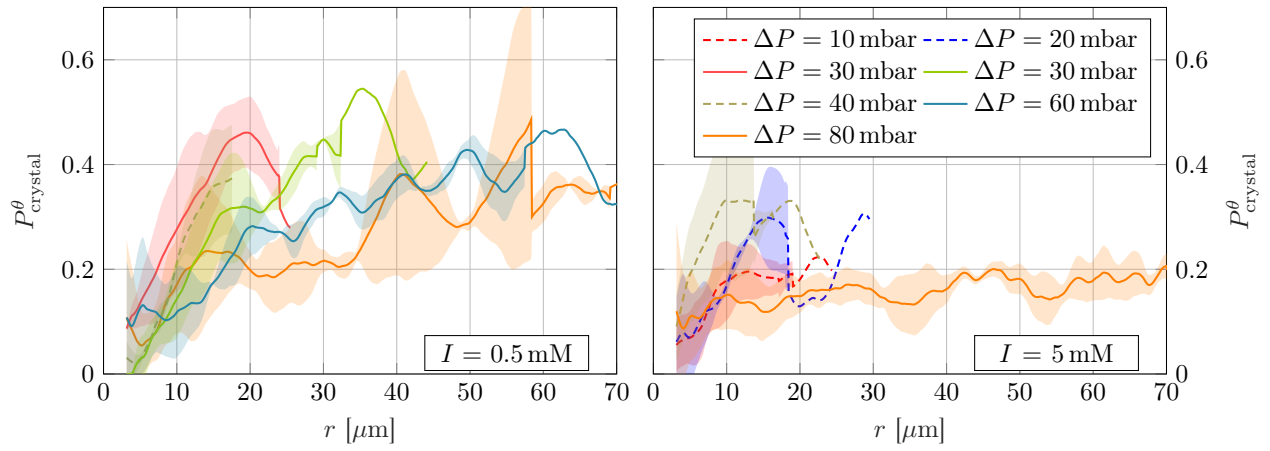 0.6
0.4
0.2
0
P^θ_crystal
I = 0.5 mM
0 10 20 30 40 50 60 70
r [μm]
ΔP = 10 mbar ΔP = 20 mbar
ΔP = 30 mbar ΔP = 30 mbar
ΔP = 40 mbar ΔP = 60 mbar
ΔP = 80 mbar
I = 5 mM
0 10 20 30 40 50 60 70
r [μm]
0.6
0.4
0.2
0
P^θ_crystal